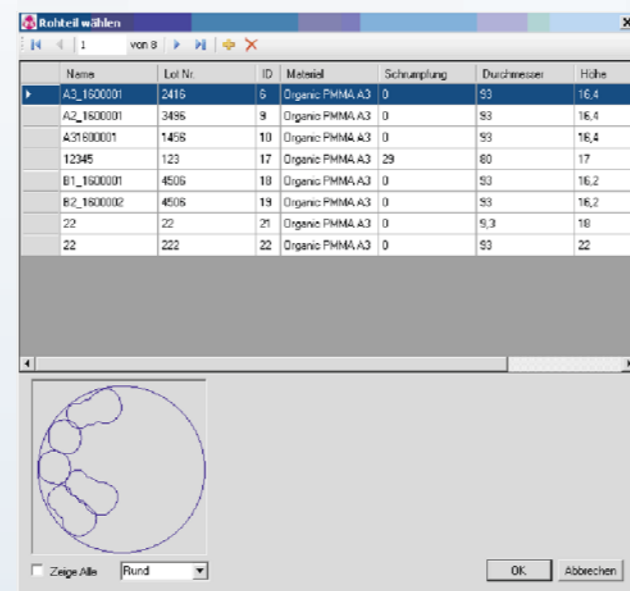 Rohteil wählen
1 von 8
Name Lot Nr. ID Material Schrumpfung Durchmesser Höhe
A3_1600001 2416 6 Organic PMMA A3 0 93 16,4
A2_1600001 3496 9 Organic PMMA A3 0 93 16,4
A31600001 1456 10 Organic PMMA A3 0 93 16,4
12345 123 17 Organic PMMA A3 29 80 17
B1_1600001 4506 18 Organic PMMA A3 0 93 16,2
B2_1600002 4506 19 Organic PMMA A3 0 93 16,2
22 22 21 Organic PMMA A3 0 9,3 18
22 222 22 Organic PMMA A3 0 93 22
Zeige Alle Rund OK Abbrechen